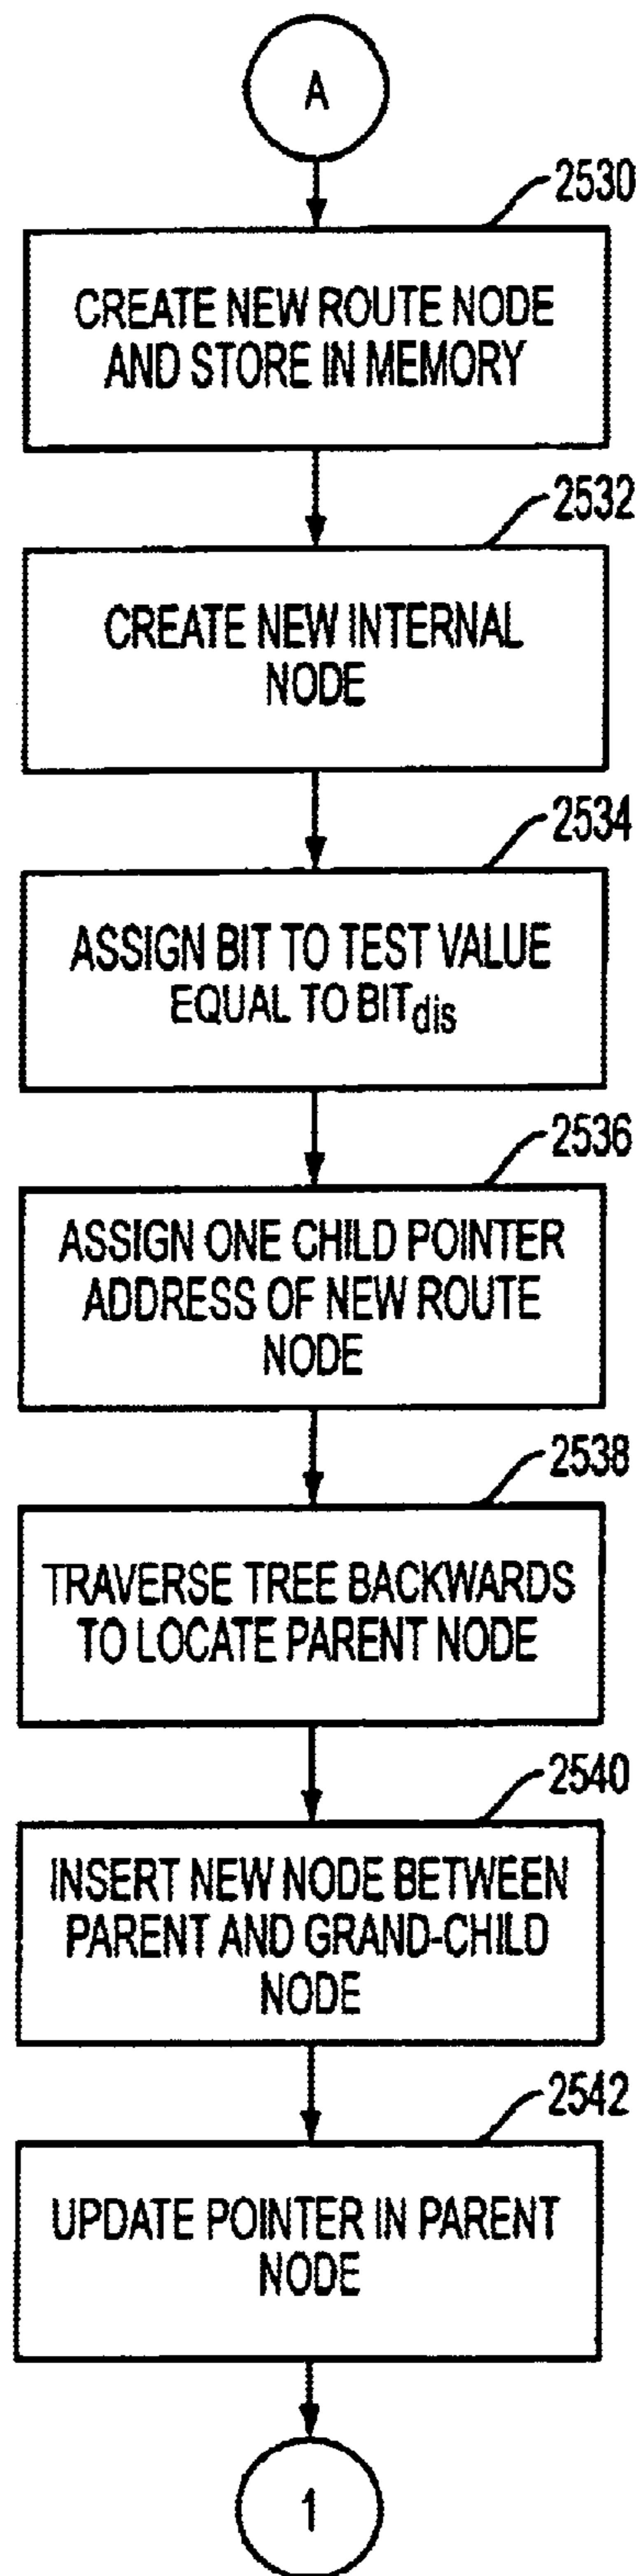 A
2530
CREATE NEW ROUTE NODE
AND STORE IN MEMORY
2532
CREATE NEW INTERNAL
NODE
2534
ASSIGN BIT TO TEST VALUE
EQUAL TO BITdis
2536
ASSIGN ONE CHILD POINTER
ADDRESS OF NEW ROUTE
NODE
2538
TRAVERSE TREE BACKWARDS
TO LOCATE PARENT NODE
2540
INSERT NEW NODE BETWEEN
PARENT AND GRAND-CHILD
NODE
2542
UPDATE POINTER IN PARENT
NODE
1